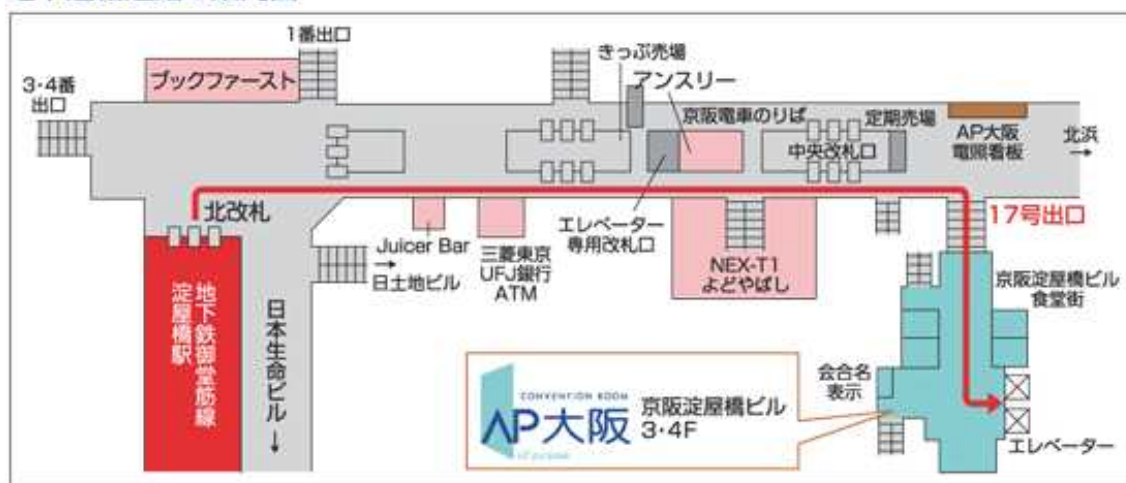 1番出口
きっぷ売場
ブックファースト
アンスリー
3・4番
出口
京阪電車のりば
定期売場
AP大阪
電照看板
北浜
→
中央改札口
北改札
17号出口
エレベーター
専用改札口
Juicer Bar
→
日土地ビル
三菱東京
UFJ銀行
ATM
NEX-T1
よどやばし
京阪淀屋橋ビル
食堂街
地下鉄御堂筋線
淀屋橋駅
日本生命ビル→
会合名
表示
CONVENTION ROOM
AP大阪
京阪淀屋橋ビル
3・4F
エレベーター